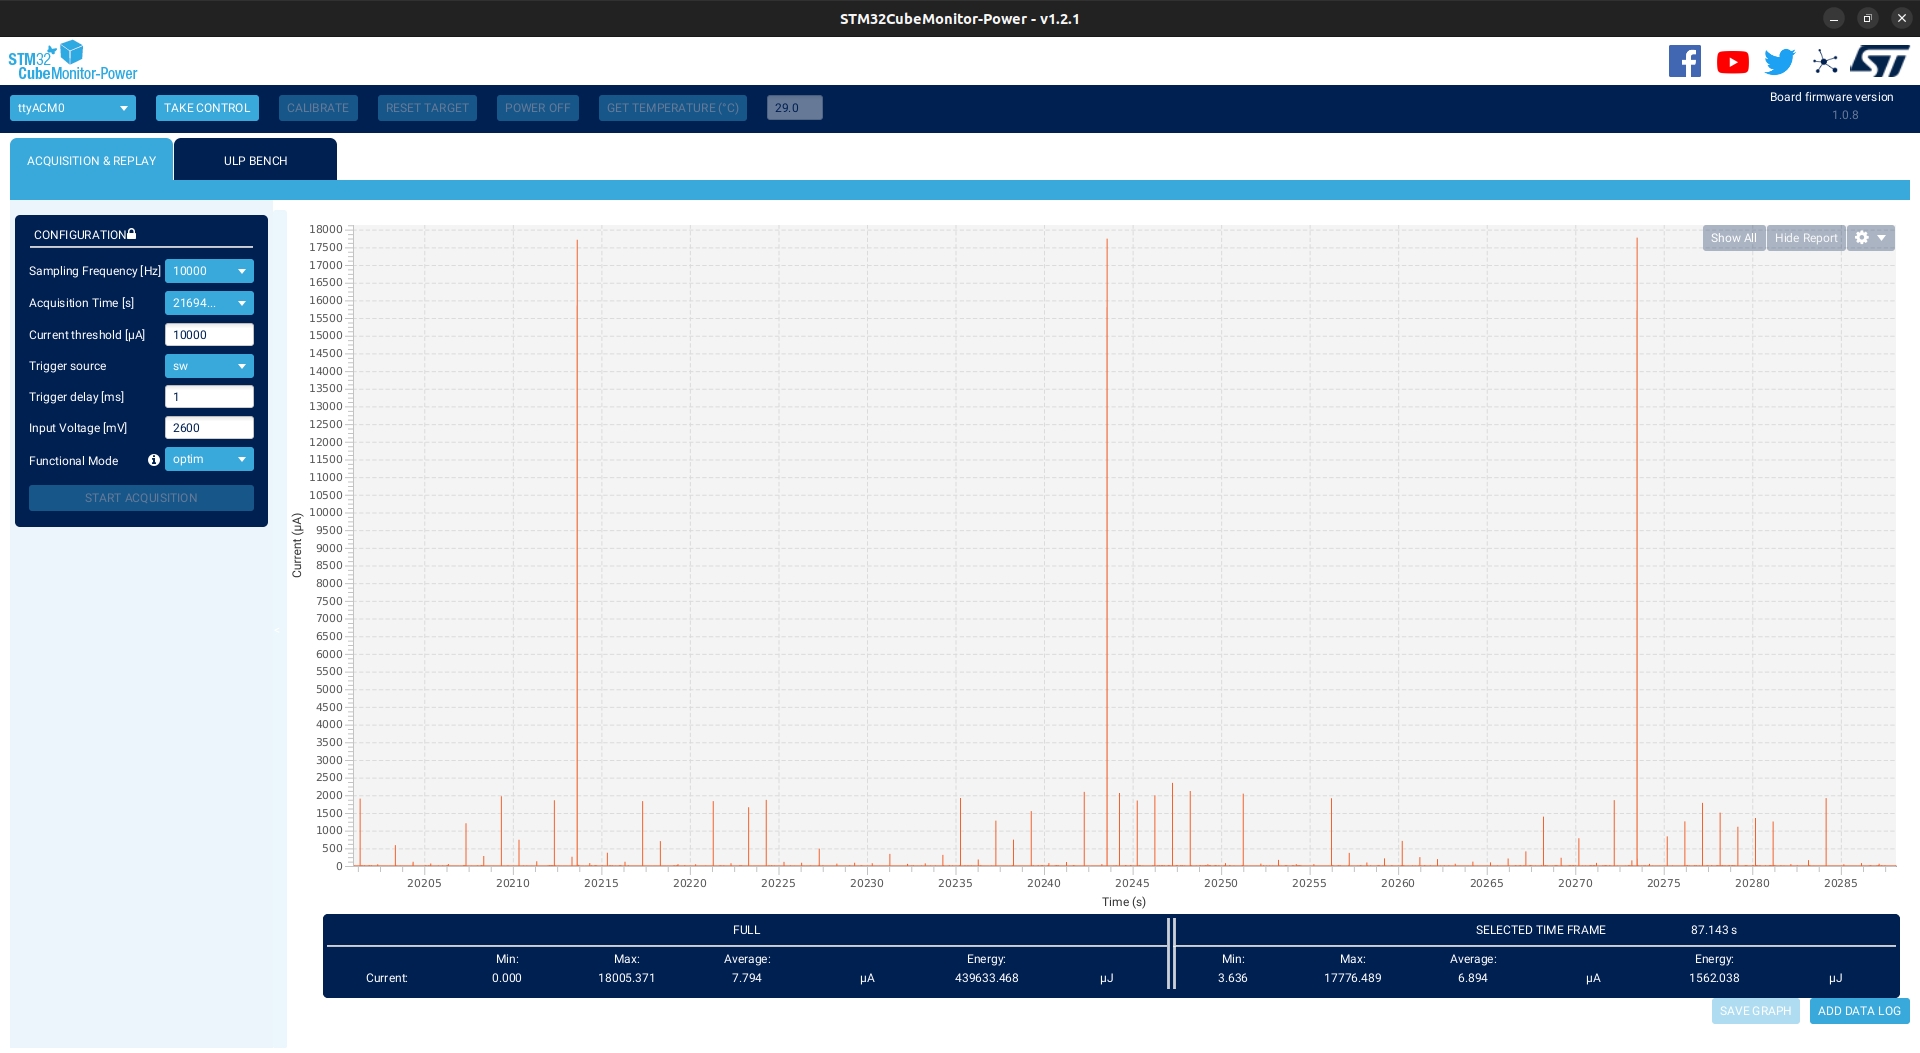 STM32CubeMonitor-Power - v1.2.1
STM32
CubeMonitor-Power
ttyACM0 TAKE CONTROL CALIBRATE RESET TARGET POWER OFF GET TEMPERATURE (°C) 29.0
Board firmware version
1.0.8
ACQUISITION & REPLAY ULP BENCH
CONFIGURATION
Sampling Frequency [Hz] 10000
Acquisition Time [s] 21694...
Current threshold [µA] 10000
Trigger source sw
Trigger delay [ms] 1
Input Voltage [mV] 2600
Functional Mode optim
START ACQUISITION
Show All Hide Report
18000
17500
17000
16500
16000
15500
15000
14500
14000
13500
13000
12500
12000
11500
11000
10500
10000
9500
9000
8500
8000
7500
7000
6500
6000
5500
5000
4500
4000
3500
3000
2500
2000
1500
1000
500
0
Current (µA)
20205 20210 20215 20220 20225 20230 20235 20240 20245 20250 20255 20260 20265 20270 20275 20280 20285
Time (s)
FULL
Min: Max: Average: Energy:
Current: 0.000 18005.371 7.794 µA 439633.468 µJ
SELECTED TIME FRAME 87.143 s
Min: Max: Average: Energy:
3.636 17776.489 6.894 µA 1562.038 µJ
SAVE GRAPH ADD DATA LOG